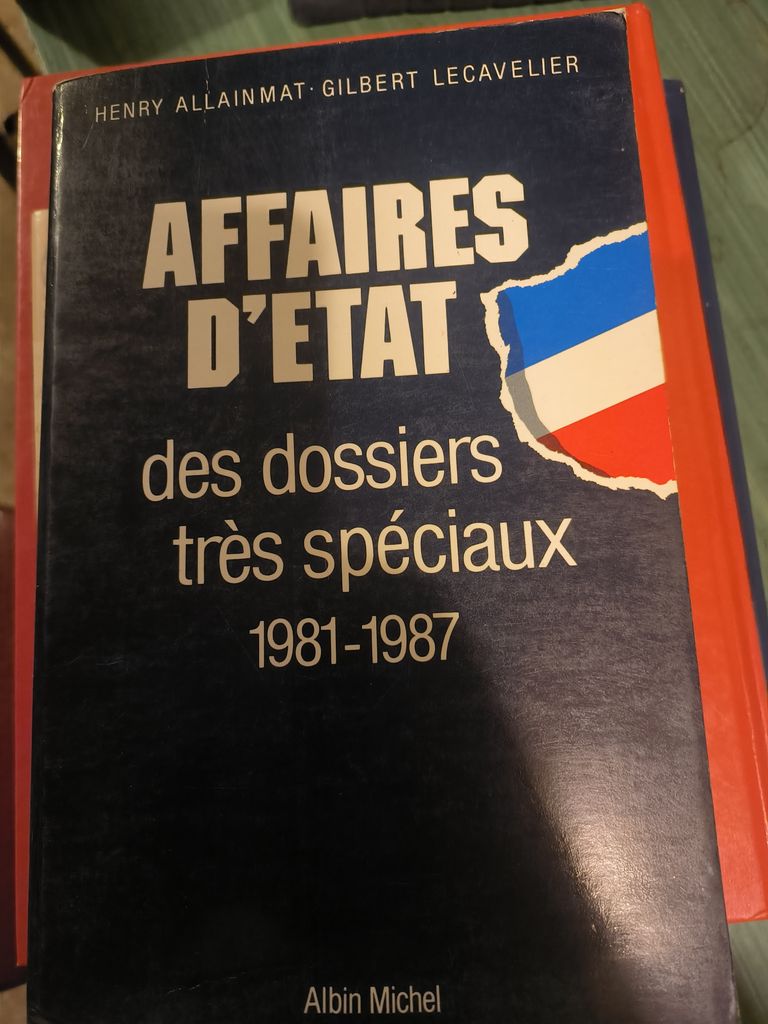 HENRY ALLAINMAT· GILBERT LECAVELIER
AFFAIRES
D'ETAT
des dossiers
très spéciaux
1981-1987
Albin Michel